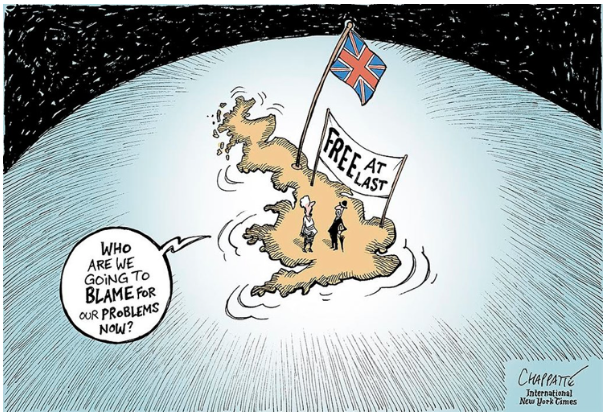 FREE AT
LAST
WHO
ARE WE
GOING TO
BLAME FOR
OUR PROBLEMS
NOW?
CHAPPATTE
International
New York Times